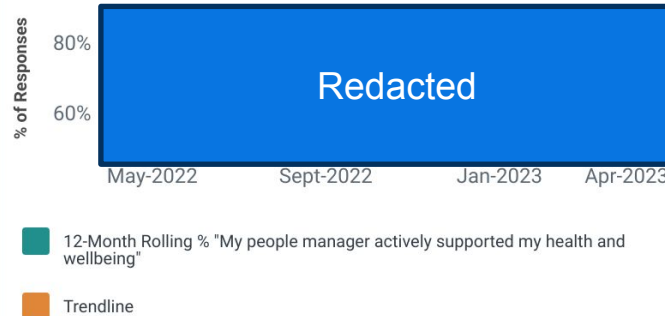 % of Responses
80%
60%
Redacted
May-2022 Sept-2022 Jan-2023 Apr-2023
12-Month Rolling % "My people manager actively supported my health and
wellbeing"
Trendline